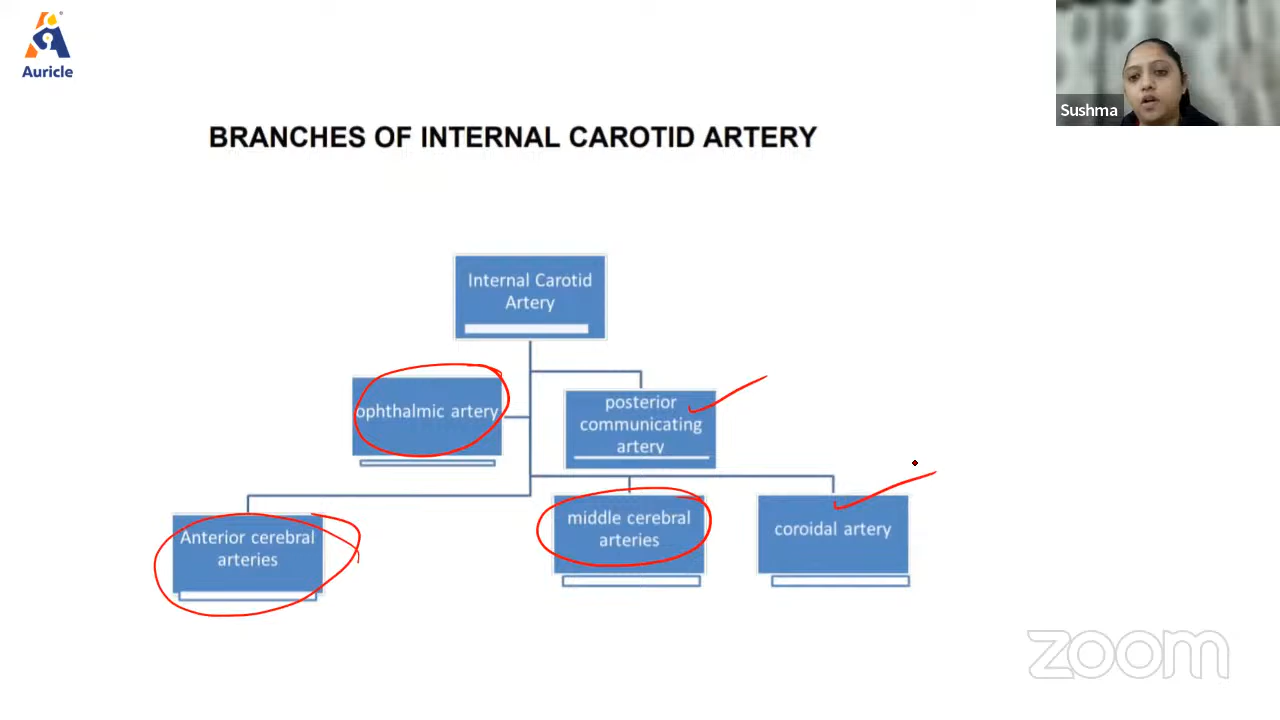 Auricle
Sushma
BRANCHES OF INTERNAL CAROTID ARTERY
Internal Carotid
Artery
ophthalmic artery
posterior
communicating
artery
Anterior cerebral
arteries
middle cerebral
arteries
coroidal artery
zoom